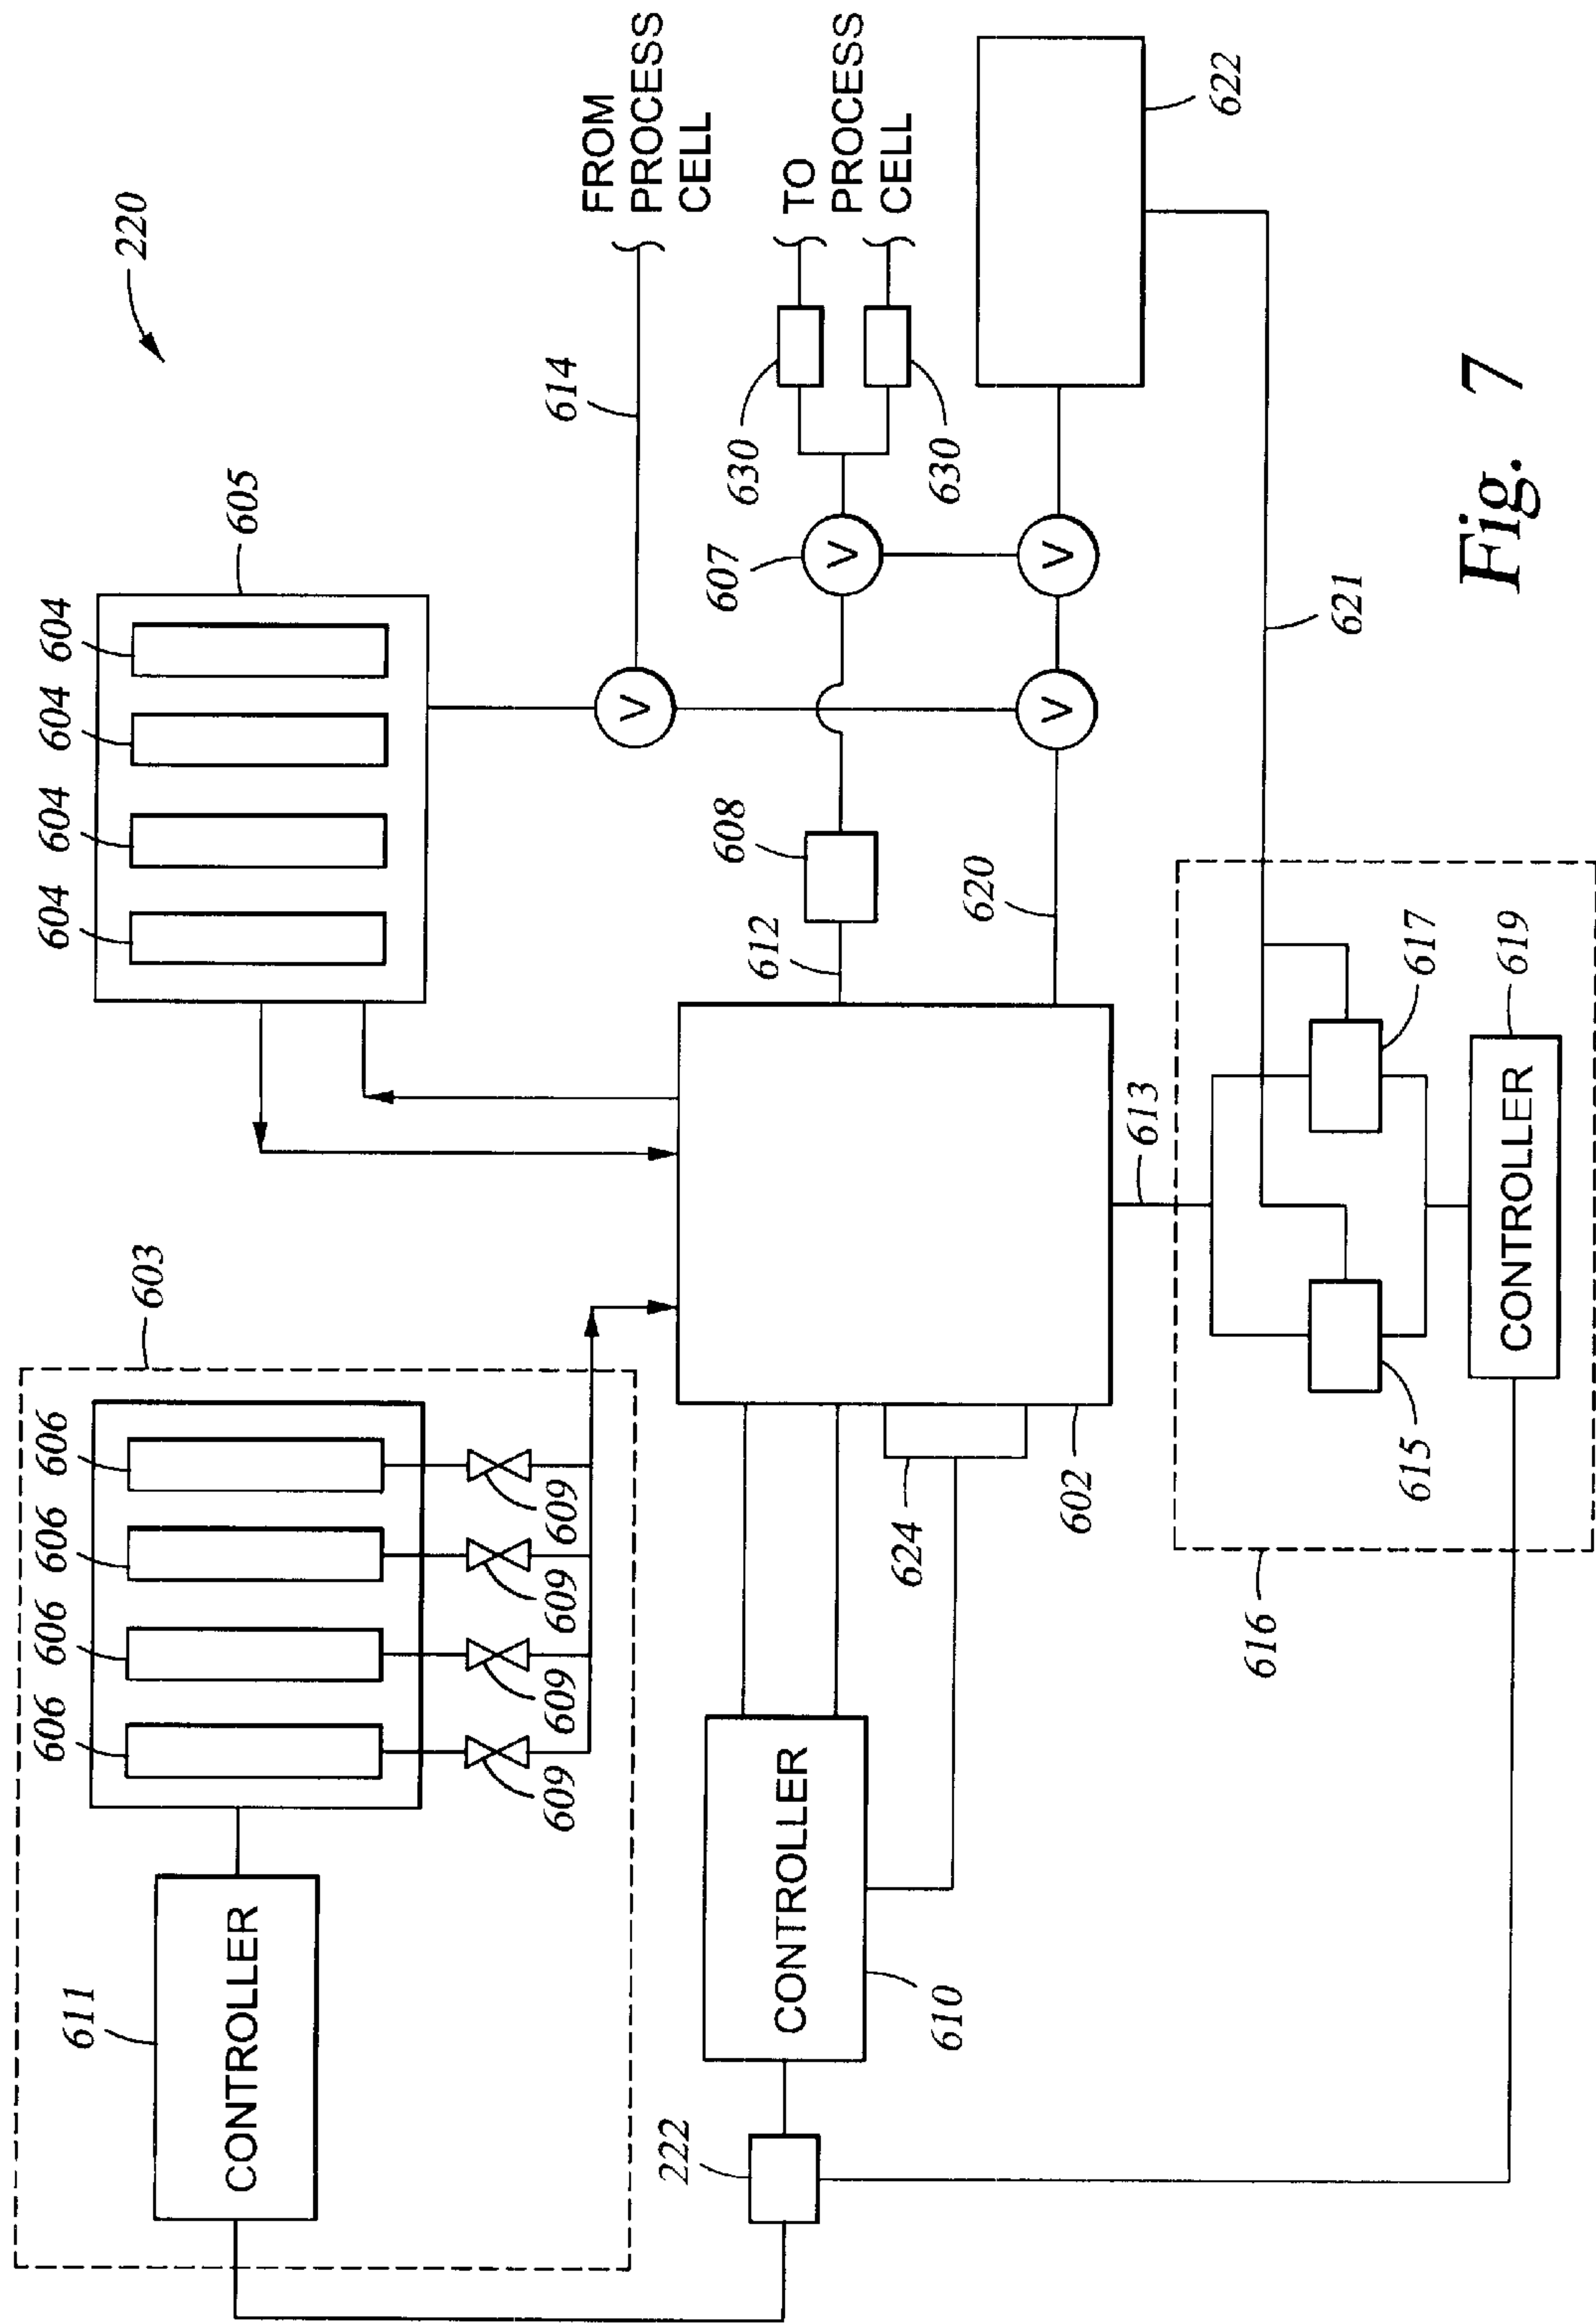 220
603
611
CONTROLLER
606
606
606
606
609
609
609
609
605
604
604
604
604
614
FROM
PROCESS
CELL
V
222
CONTROLLER
610
624
602
612
608
607
V
630
630
TO
PROCESS
CELL
620
V
V
622
613
621
616
615
617
CONTROLLER
619
Fig. 7